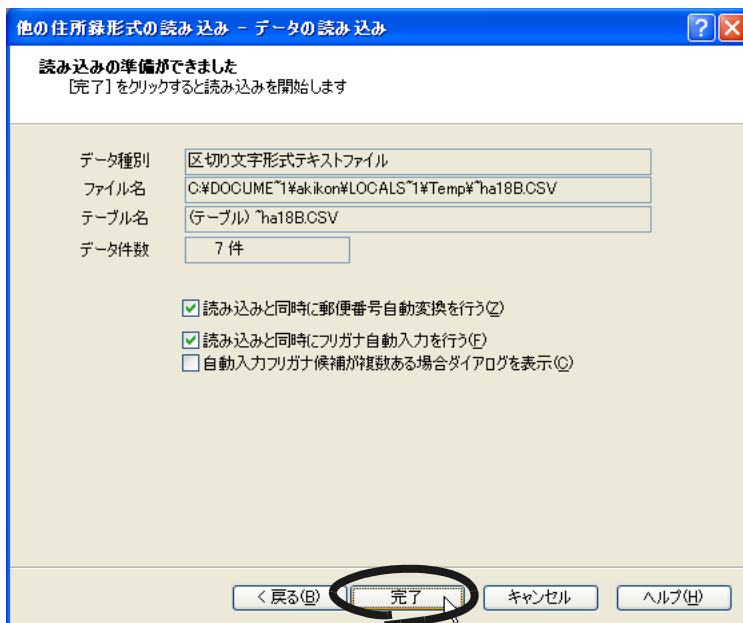 他の住所録形式の読み込み - データの読み込み
読み込みの準備ができました
[完了]をクリックすると読み込みを開始します
データ種別 区切り文字形式テキストファイル
ファイル名 C:¥DOCUME~1¥akikon¥LOCALS~1¥Temp¥~ha18B.CSV
テーブル名 (テーブル) ~ha18B.CSV
データ件数 7 件
読み込みと同時に郵便番号自動変換を行う(Z)
読み込みと同時にフリガナ自動入力を行う(F)
自動入力フリガナ候補が複数ある場合ダイアログを表示(C)
< 戻る(B) 完了 キャンセル ヘルプ(H)